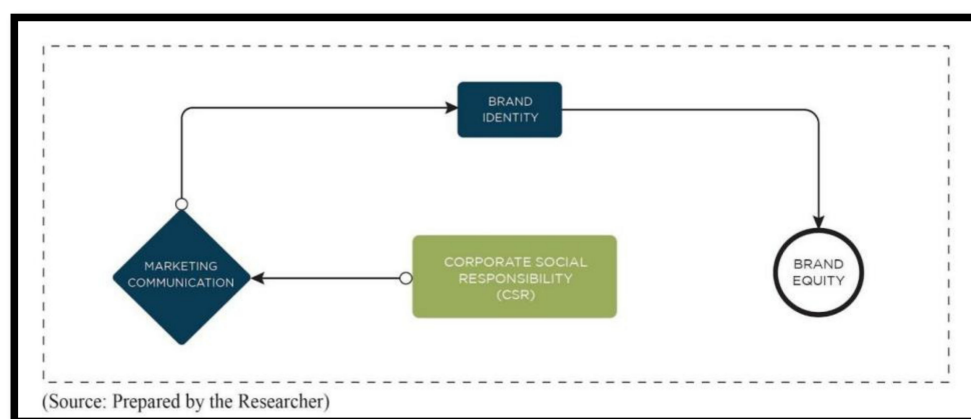 BRAND
IDENTITY
MARKETING
COMMUNICATION
CORPORATE SOCIAL
RESPONSIBILITY
(CSR)
BRAND
EQUITY
(Source: Prepared by the Researcher)